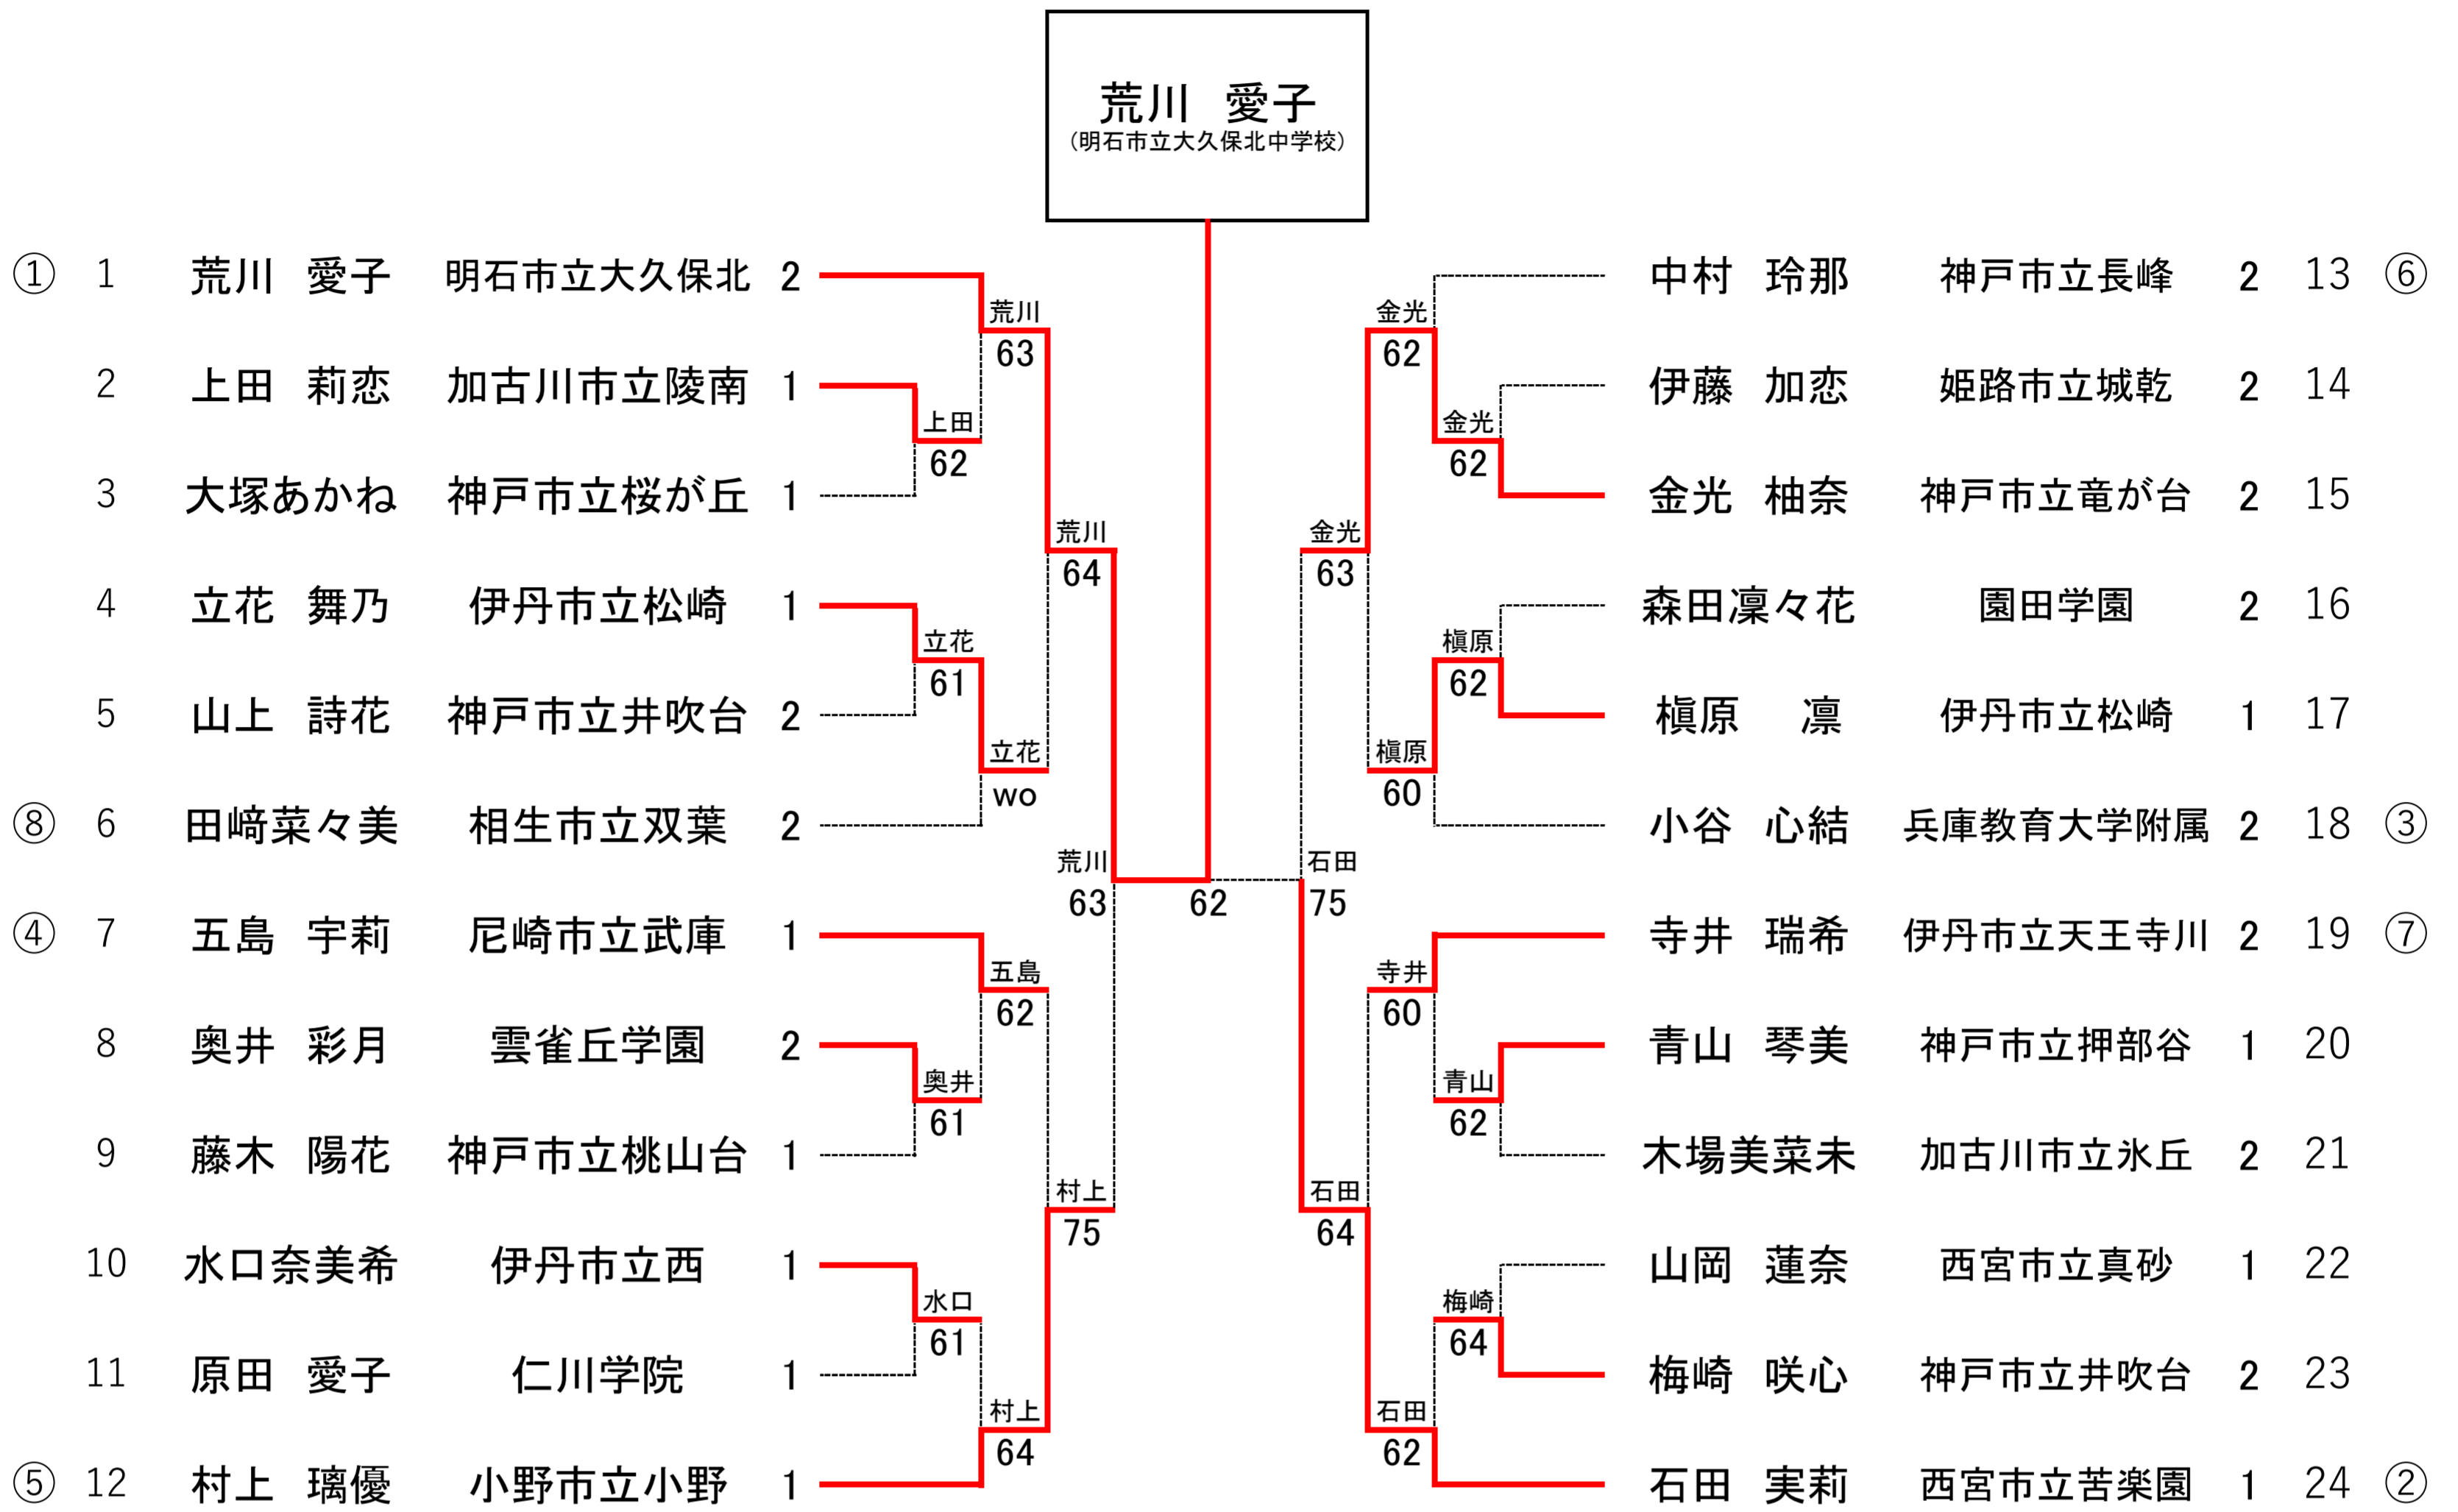 荒川 愛子
（明石市立大久保北中学校）
① 1 荒川 愛子 明石市立大久保北 2
2 上田 莉恋 加古川市立陵南 1
3 大塚あかね 神戸市立桜が丘 1
4 立花 舞乃 伊丹市立松崎 1
5 山上 詩花 神戸市立井吹台 2
⑧ 6 田﨑菜々美 相生市立双葉 2
④ 7 五島 宇莉 尼崎市立武庫 1
8 奥井 彩月 雲雀丘学園 2
9 藤木 陽花 神戸市立桃山台 1
10 水口奈美希 伊丹市立西 1
11 原田 愛子 仁川学院 1
⑤ 12 村上 璃優 小野市立小野 1
上田
62
立花
61
奥井
61
水口
61
荒川
63
立花
wo
五島
62
村上
64
荒川
64
村上
75
荒川
63
62
石田
75
金光
63
石田
64
金光
62
槇原
60
寺井
60
石田
62
金光
62
槇原
62
青山
62
梅崎
64
中村 玲那 神戸市立長峰 2 13 ⑥
伊藤 加恋 姫路市立城乾 2 14
金光 柚奈 神戸市立竜が台 2 15
森田凜々花 園田学園 2 16
槇原 凛 伊丹市立松崎 1 17
小谷 心結 兵庫教育大学附属 2 18 ③
寺井 瑞希 伊丹市立天王寺川 2 19 ⑦
青山 琴美 神戸市立押部谷 1 20
木場美菜未 加古川市立氷丘 2 21
山岡 蓮奈 西宮市立真砂 1 22
梅崎 咲心 神戸市立井吹台 2 23
石田 実莉 西宮市立苦楽園 1 24 ②